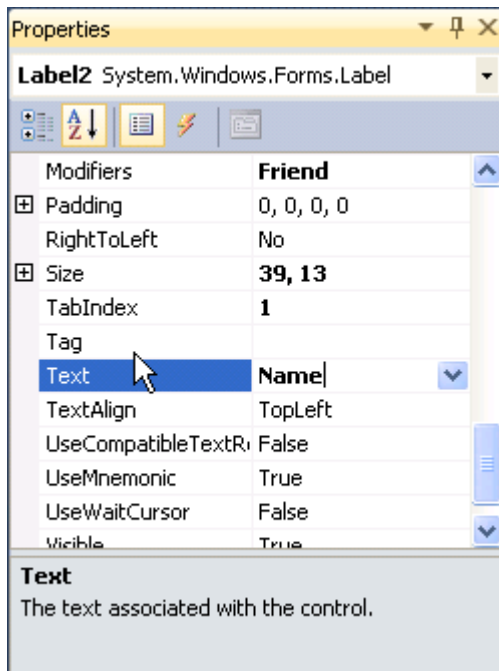 Properties
Label2 System.Windows.Forms.Label
A
Z
Modifiers Friend
Padding 0, 0, 0, 0
RightToLeft No
Size 39, 13
TabIndex 1
Tag
Text Name
TextAlign TopLeft
UseCompatibleTextR False
UseMnemonic True
UseWaitCursor False
Visible True
Text
The text associated with the control.